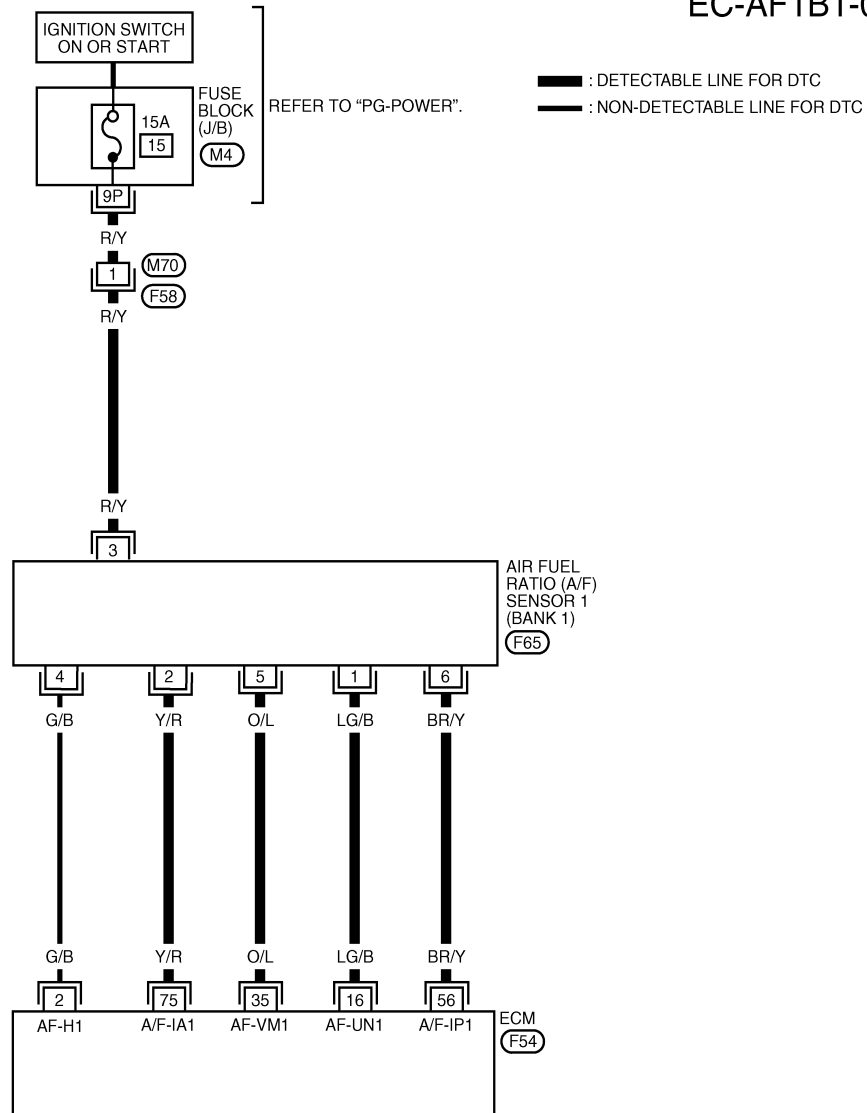 EC-AF1B1-0
IGNITION SWITCH
ON OR START
FUSE
BLOCK
(J/B)
M4
15A
15
REFER TO “PG-POWER”.
: DETECTABLE LINE FOR DTC
: NON-DETECTABLE LINE FOR DTC
9P
R/Y
1
M70
F58
R/Y
R/Y
3
AIR FUEL
RATIO (A/F)
SENSOR 1
(BANK 1)
F65
4 2 5 1 6
G/B Y/R O/L LG/B BR/Y
G/B Y/R O/L LG/B BR/Y
2 75 35 16 56
AF-H1 A/F-IA1 AF-VM1 AF-UN1 A/F-IP1
ECM
F54